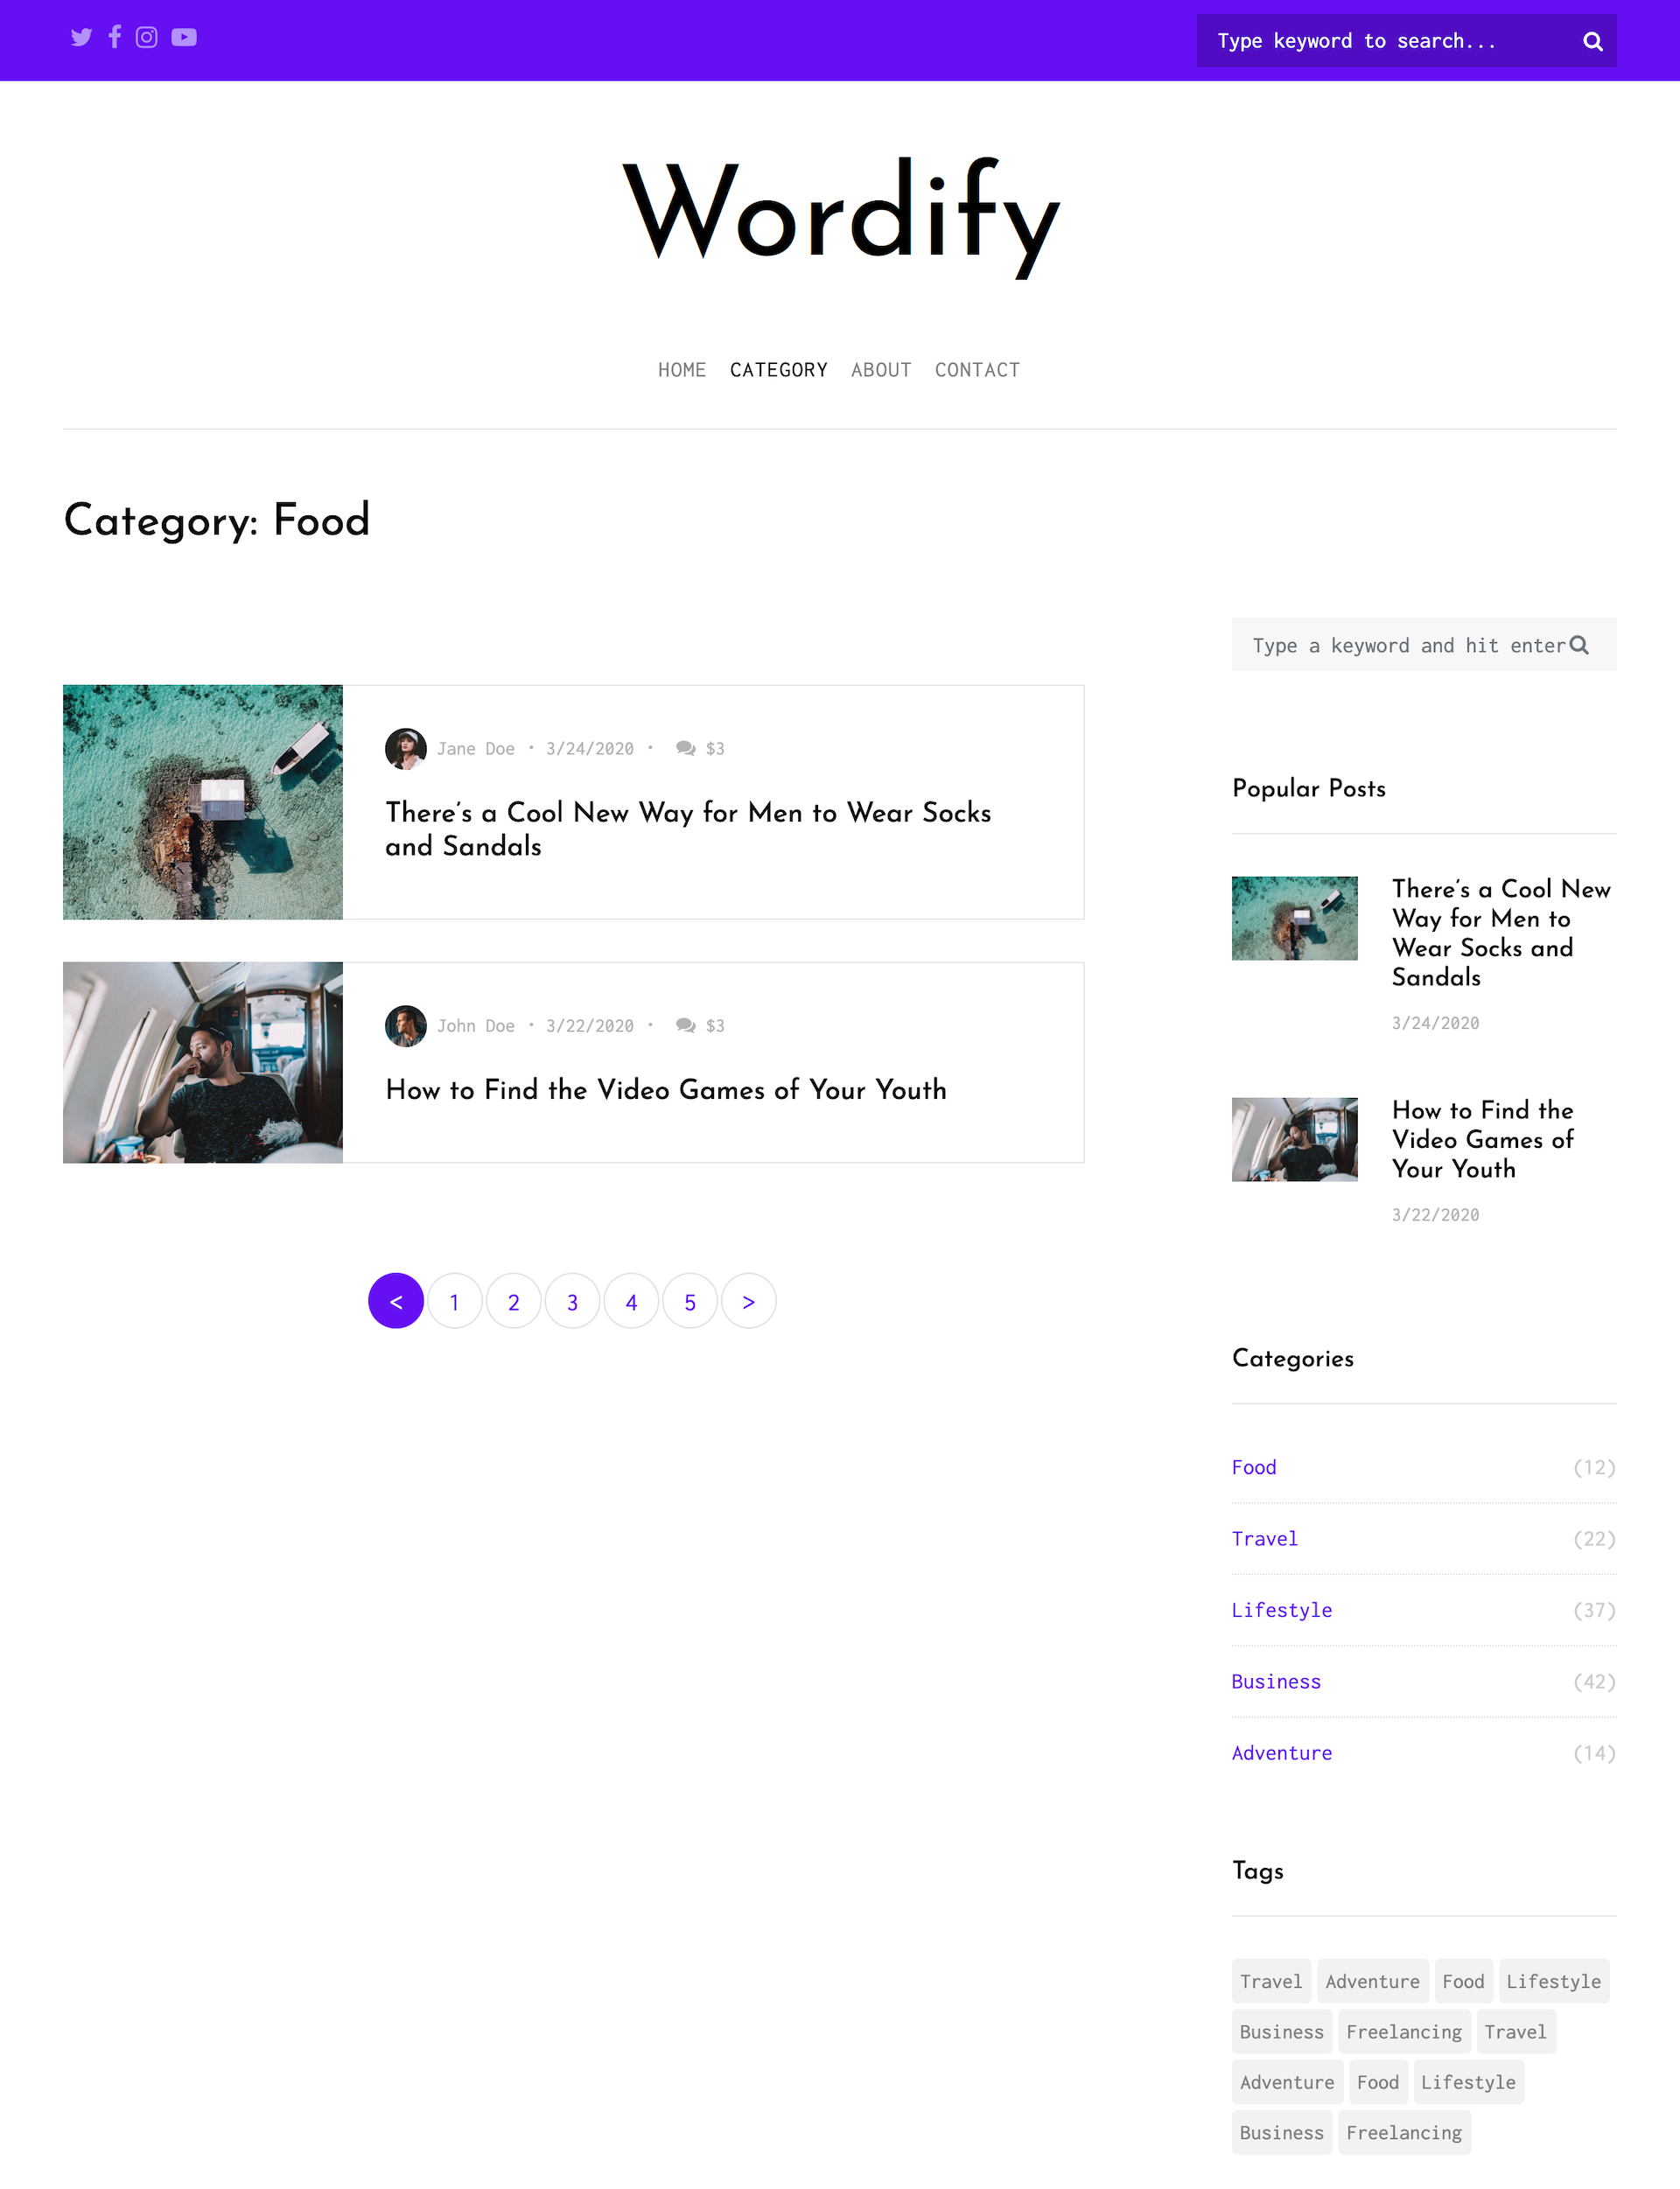 Type keyword to search...
Wordify
HOME CATEGORY ABOUT CONTACT
Category: Food
Jane Doe • 3/24/2020 • $3
There's a Cool New Way for Men to Wear Socks
and Sandals
John Doe • 3/22/2020 • $3
How to Find the Video Games of Your Youth
< 1 2 3 4 5 >
Type a keyword and hit enter
Popular Posts
There's a Cool New
Way for Men to
Wear Socks and
Sandals
3/24/2020
How to Find the
Video Games of
Your Youth
3/22/2020
Categories
Food (12)
Travel (22)
Lifestyle (37)
Business (42)
Adventure (14)
Tags
Travel Adventure Food Lifestyle
Business Freelancing Travel
Adventure Food Lifestyle
Business Freelancing